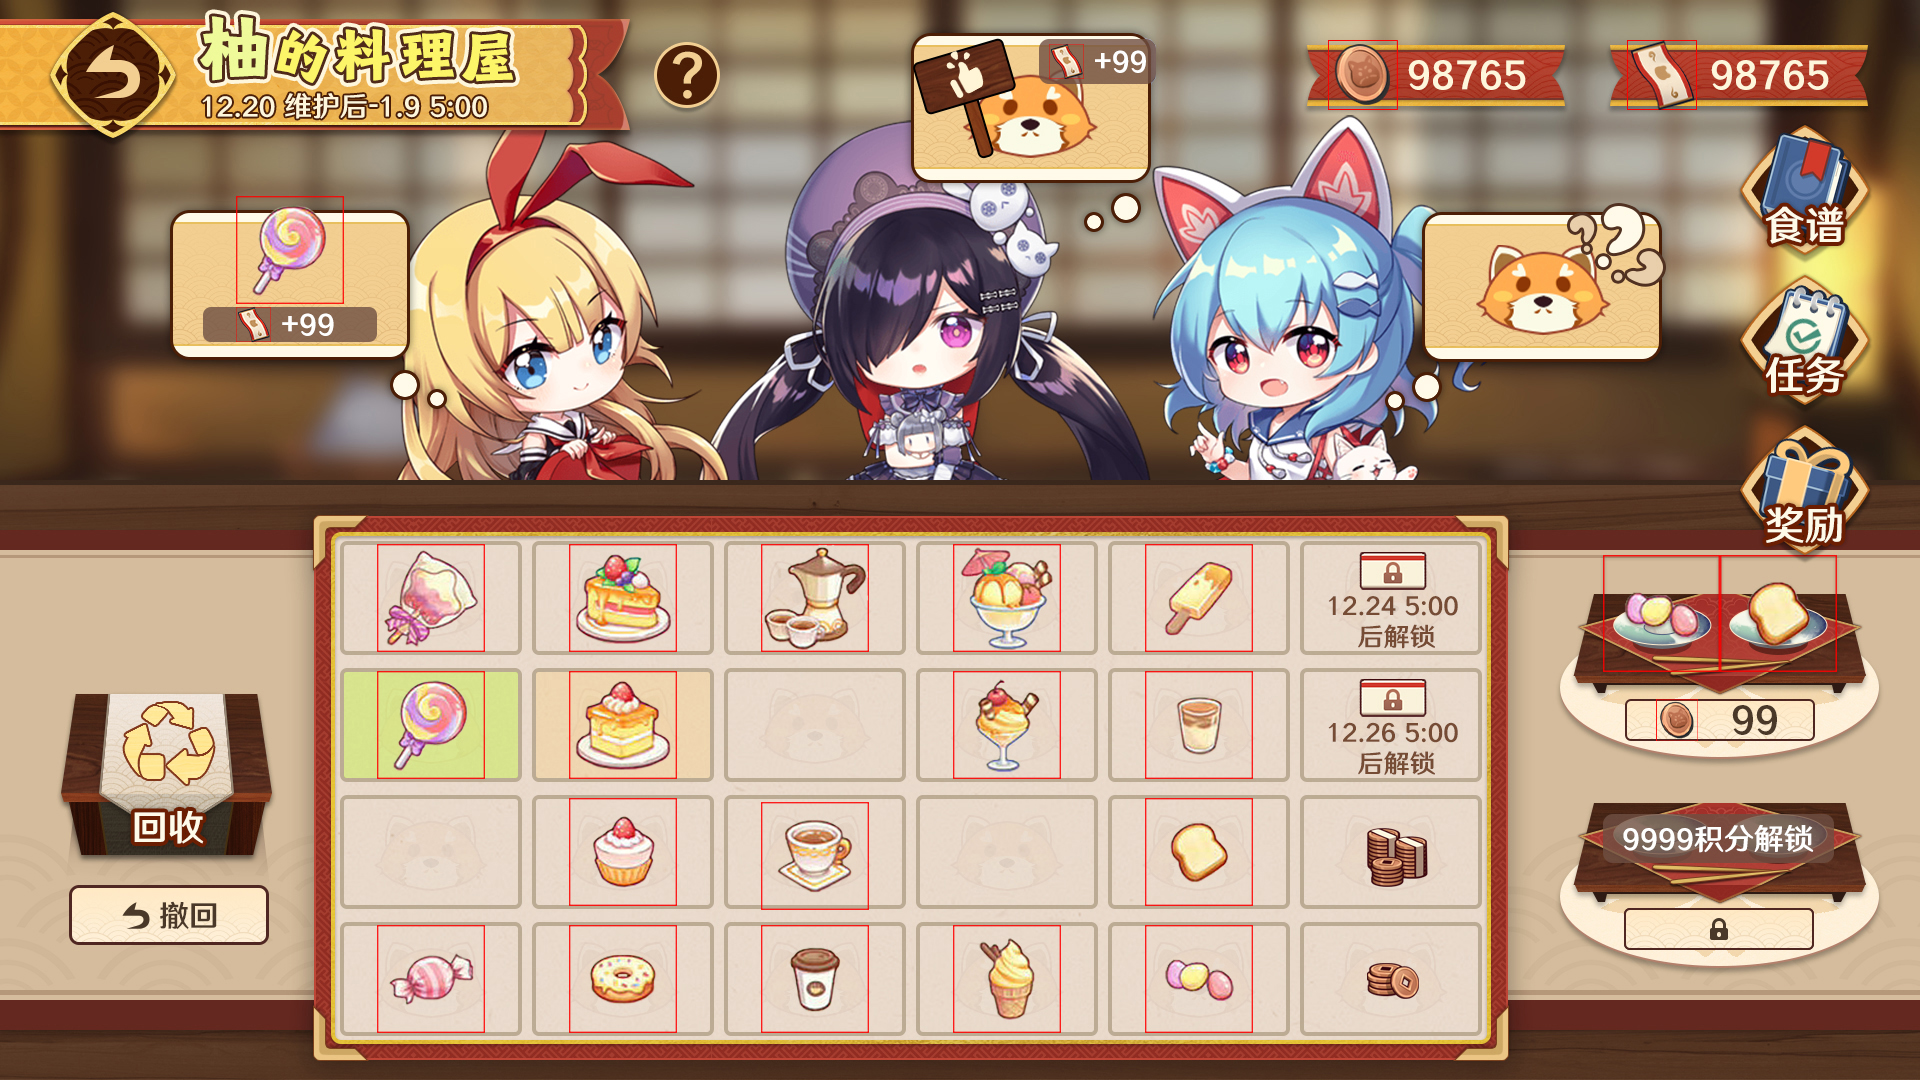 柚的料理屋
12.20 维护后-1.9 5:00
?
+99
98765
98765
+99
食谱
任务
奖励
12.24 5:00
后解锁
12.26 5:00
后解锁
99
回收
9999积分解锁
撤回